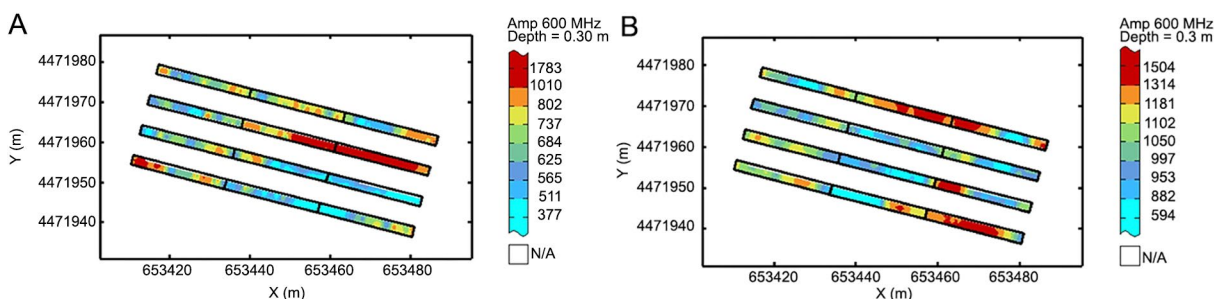 A
Y (m)
4471980
4471970
4471960
4471950
4471940
653420 653440 653460 653480
X (m)
Amp 600 MHz
Depth = 0.30 m
1783
1010
802
737
684
625
565
511
377
N/A
B
Y (m)
4471980
4471970
4471960
4471950
4471940
653420 653440 653460 653480
X (m)
Amp 600 MHz
Depth = 0.3 m
1504
1314
1181
1102
1050
997
953
882
594
N/A